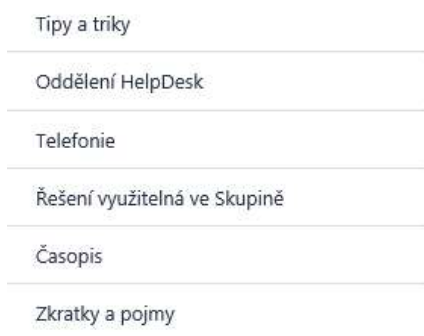 Tipy a triky
Oddělení HelpDesk
Telefonie
Řešení využitelná ve Skupině
Časopis
Zkratky a pojmy